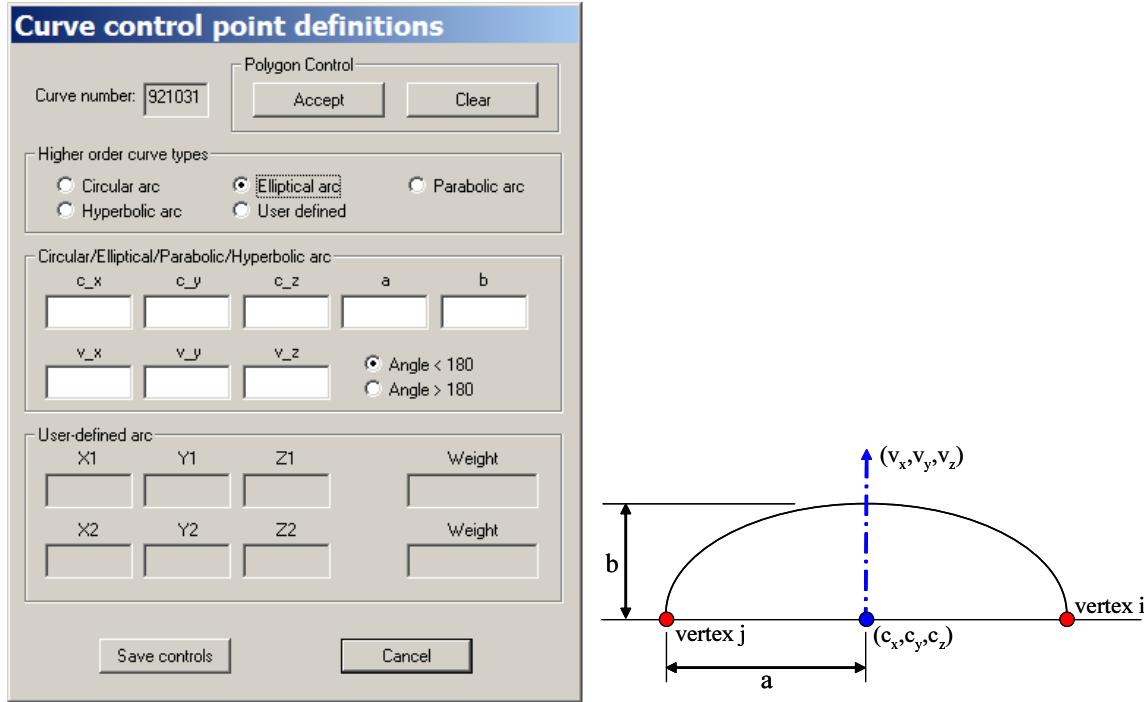 Curve control point definitions
Polygon Control
Curve number: 921031 Accept Clear
Higher order curve types
Circular arc Elliptical arc Parabolic arc
Hyperbolic arc User defined
Circular/Elliptical/Parabolic/Hyperbolic arc
c_x c_y c_z a b
v_x v_y v_z
Angle < 180
Angle > 180
User-defined arc
X1 Y1 Z1 Weight
X2 Y2 Z2 Weight
Save controls Cancel
(vx,vy,vz)
b
vertex i
vertex j
(cx,cy,cz)
a